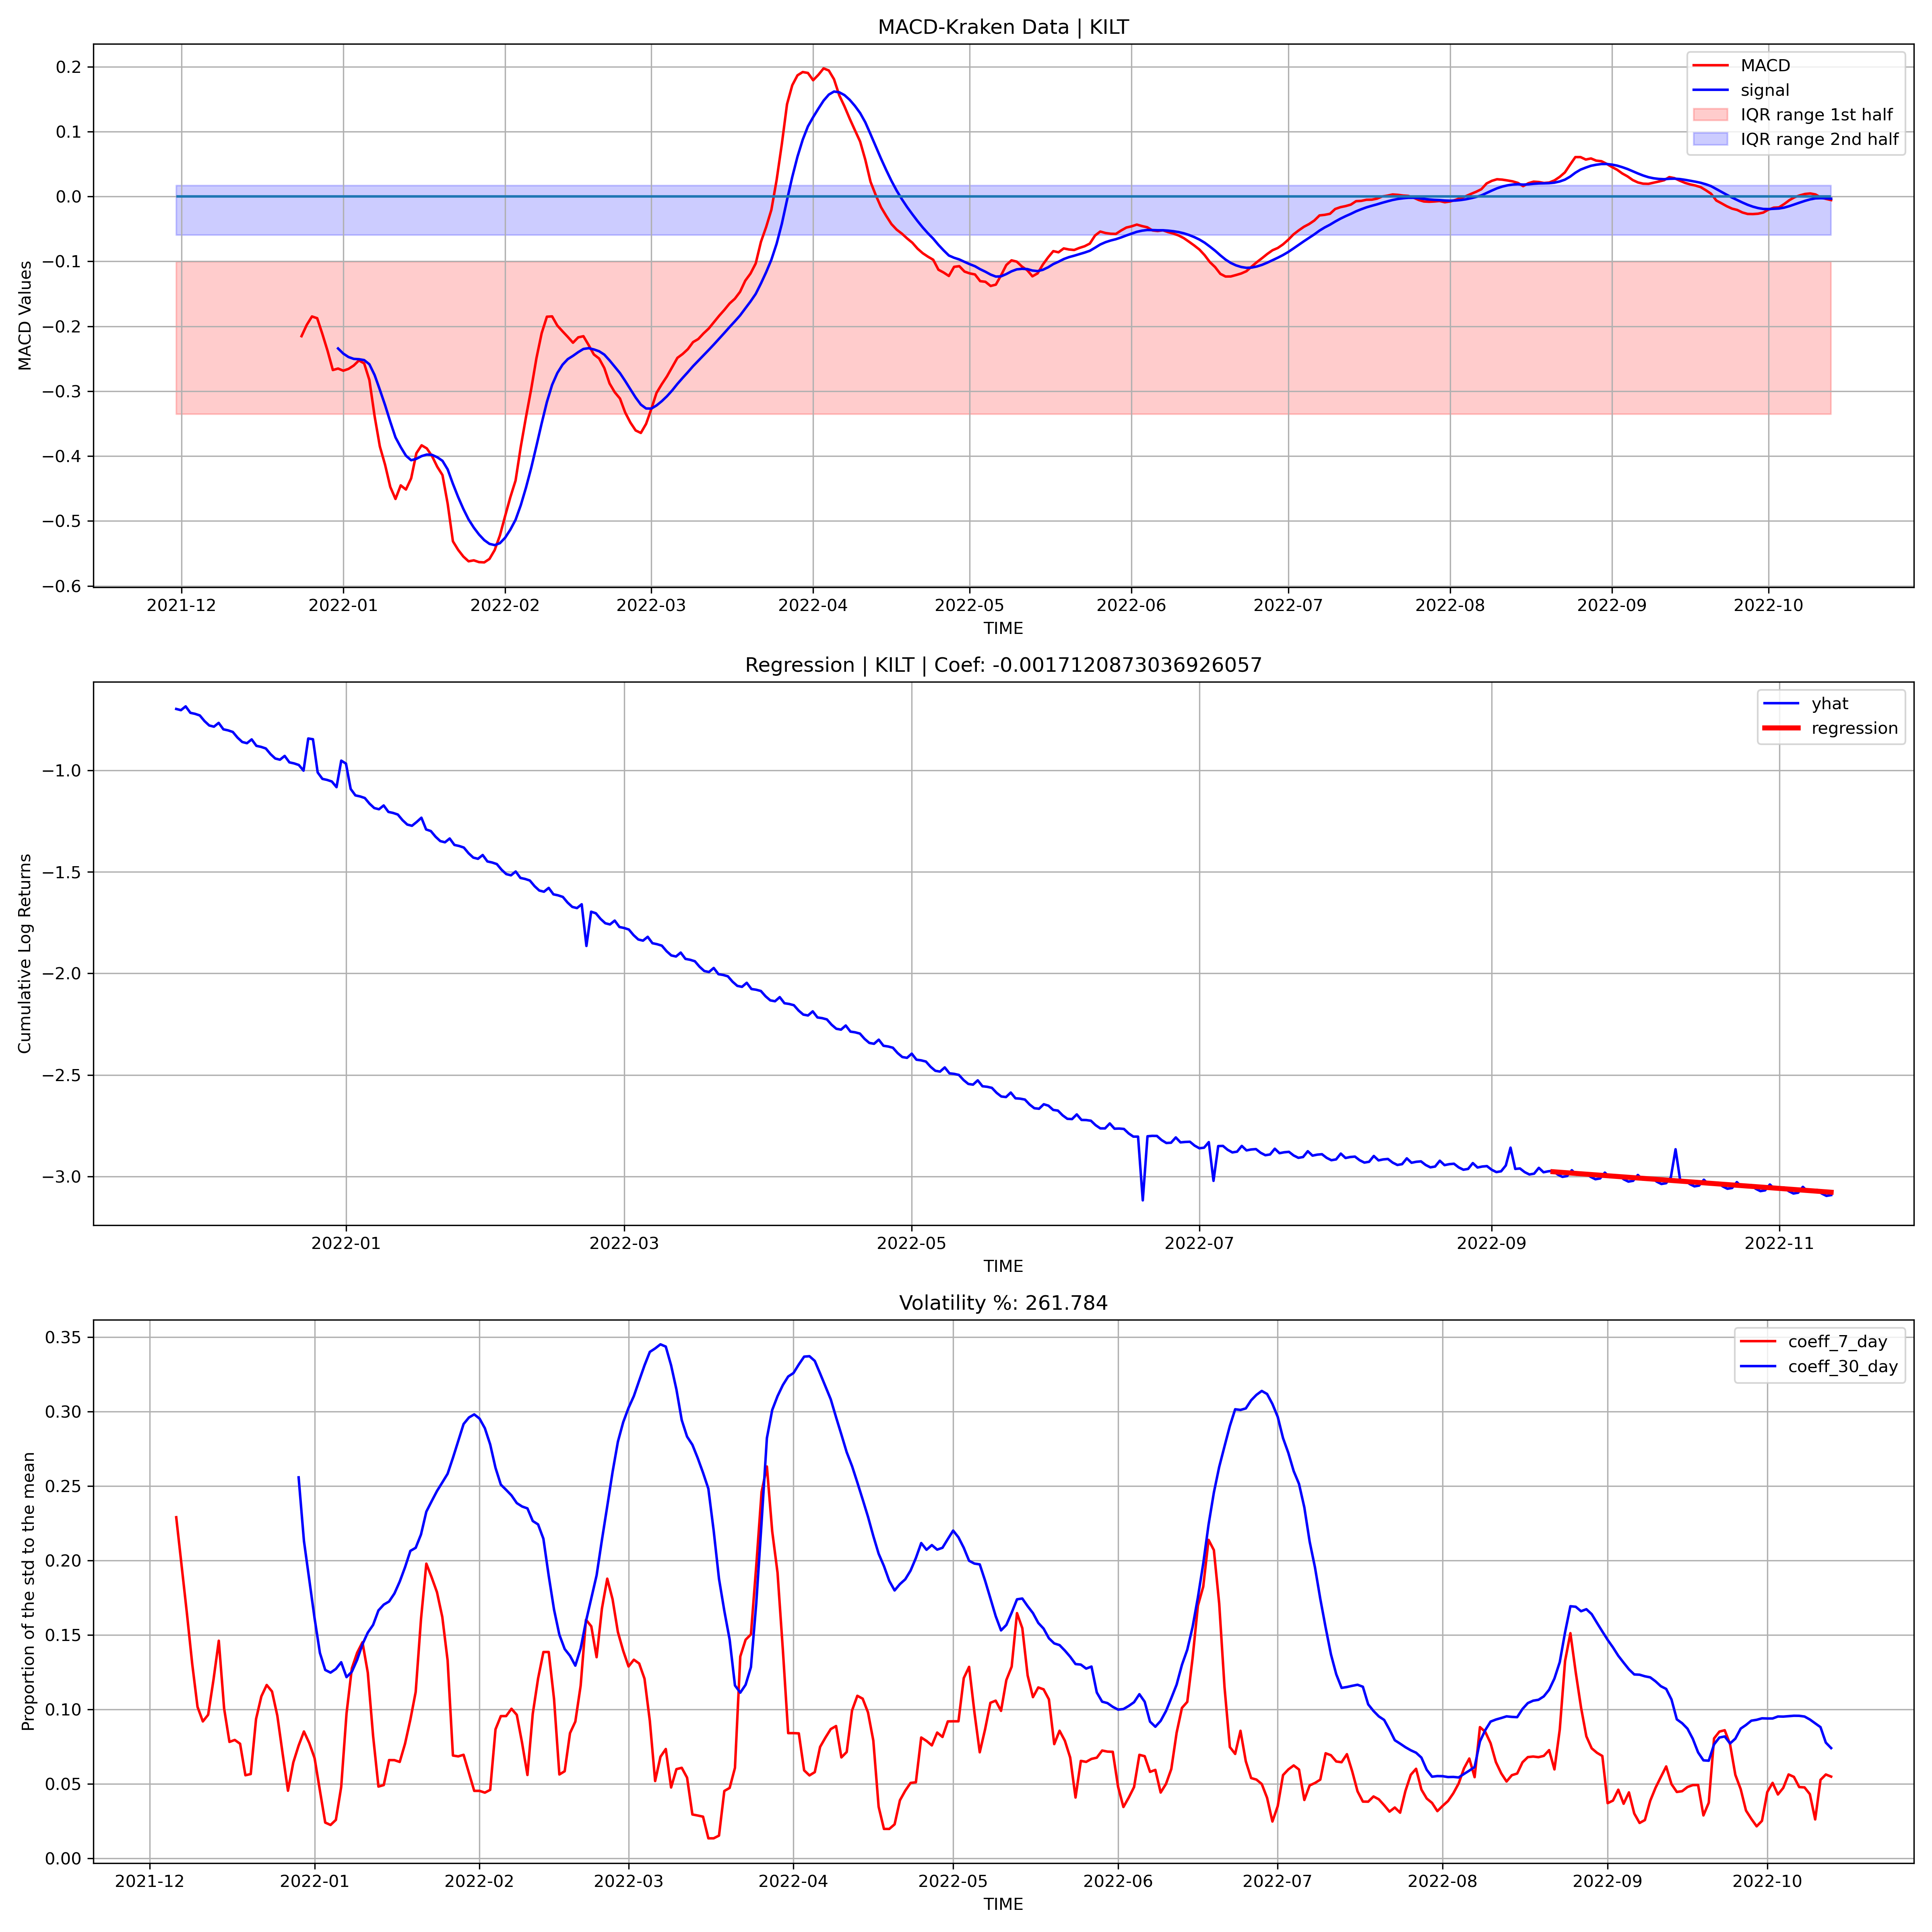 MACD-Kraken Data | KILT
MACD
signal
IQR range 1st half
IQR range 2nd half
MACD Values
0.2
0.1
0.0
−0.1
−0.2
−0.3
−0.4
−0.5
−0.6
2021-12 2022-01 2022-02 2022-03 2022-04 2022-05 2022-06 2022-07 2022-08 2022-09 2022-10
TIME
Regression | KILT | Coef: -0.0017120873036926057
yhat
regression
Cumulative Log Returns
−1.0
−1.5
−2.0
−2.5
−3.0
2022-01 2022-03 2022-05 2022-07 2022-09 2022-11
TIME
Volatility %: 261.784
coeff_7_day
coeff_30_day
Proportion of the std to the mean
0.35
0.30
0.25
0.20
0.15
0.10
0.05
0.00
2021-12 2022-01 2022-02 2022-03 2022-04 2022-05 2022-06 2022-07 2022-08 2022-09 2022-10
TIME